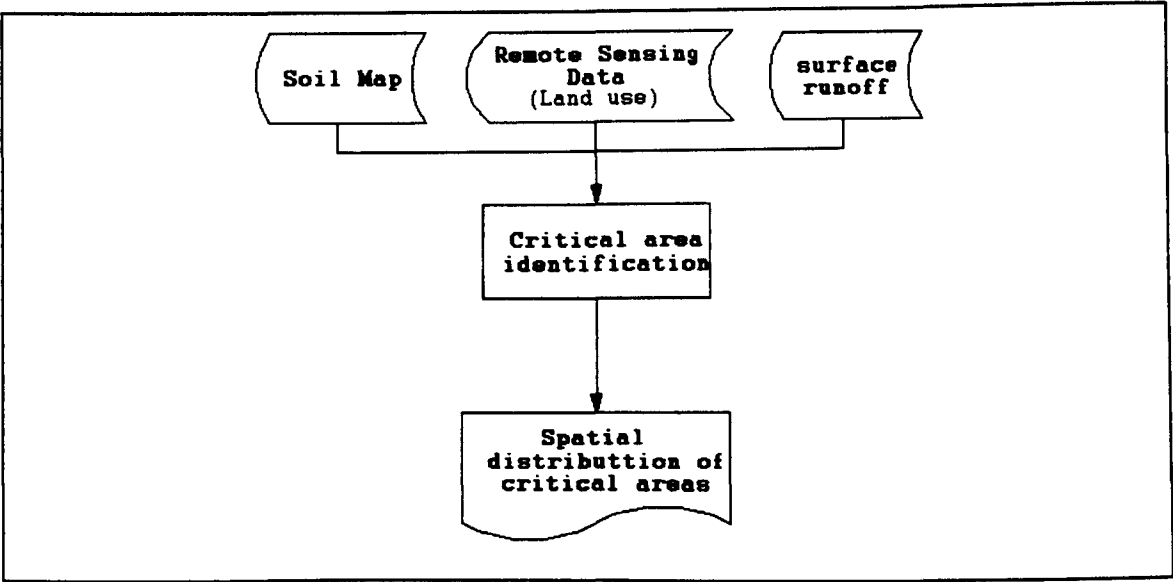 Soil Map
Remote Sensing
Data
(Land use)
surface
runoff
Critical area
identification
Spatial
distributtion of
critical areas